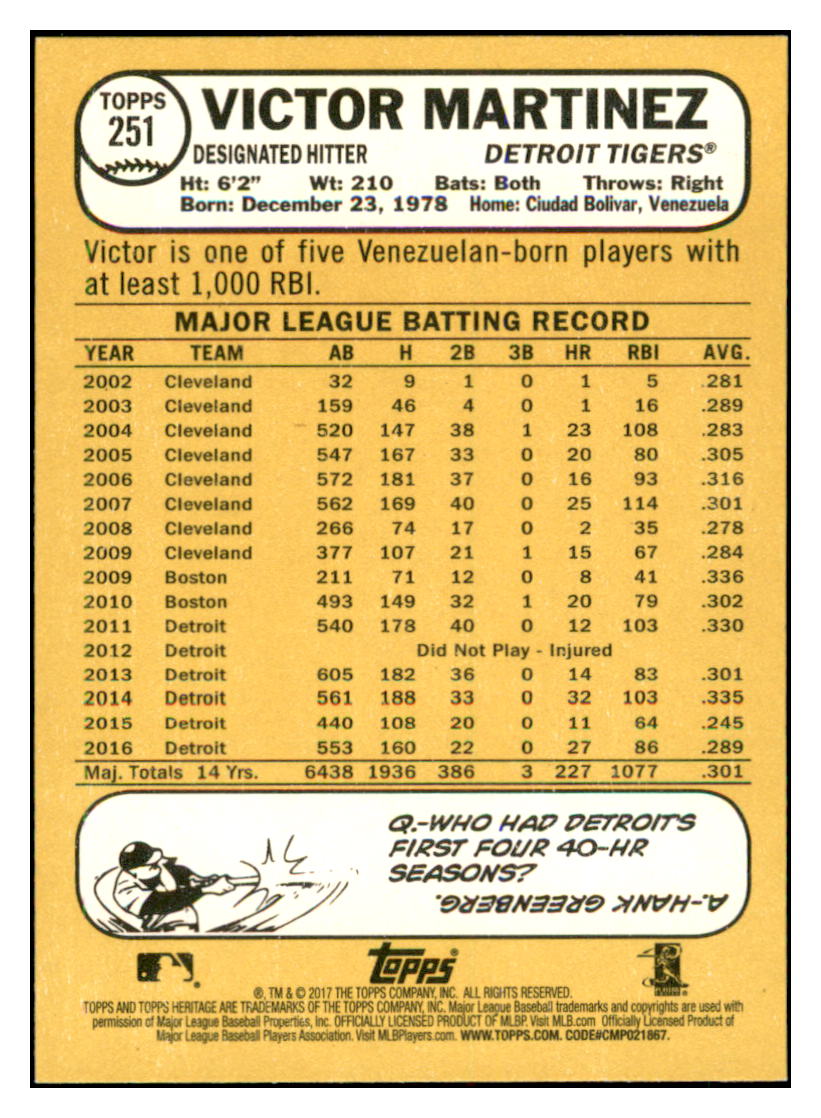 TOPPS
251
VICTOR MARTINEZ
DESIGNATED HITTER DETROIT TIGERS®
Ht: 6'2" Wt: 210 Bats: Both Throws: Right
Born: December 23, 1978 Home: Ciudad Bolivar, Venezuela
Victor is one of five Venezuelan-born players with
at least 1,000 RBI.
MAJOR LEAGUE BATTING RECORD
YEAR TEAM AB H 2B 3B HR RBI AVG.
2002 Cleveland 32 9 1 0 1 5 .281
2003 Cleveland 159 46 4 0 1 16 .289
2004 Cleveland 520 147 38 1 23 108 .283
2005 Cleveland 547 167 33 0 20 80 .305
2006 Cleveland 572 181 37 0 16 93 .316
2007 Cleveland 562 169 40 0 25 114 .301
2008 Cleveland 266 74 17 0 2 35 .278
2009 Cleveland 377 107 21 1 15 67 .284
2009 Boston 211 71 12 0 8 41 .336
2010 Boston 493 149 32 1 20 79 .302
2011 Detroit 540 178 40 0 12 103 .330
2012 Detroit Did Not Play - Injured
2013 Detroit 605 182 36 0 14 83 .301
2014 Detroit 561 188 33 0 32 103 .335
2015 Detroit 440 108 20 0 11 64 .245
2016 Detroit 553 160 22 0 27 86 .289
Maj. Totals 14 Yrs. 6438 1936 386 3 227 1077 .301
Q.-WHO HAD DETROIT'S
FIRST FOUR 40-HR
SEASONS?
A.-HANK GREENBERG.
Topps®
®, TM & © 2017 THE TOPPS COMPANY, INC. ALL RIGHTS RESERVED.
TOPPS AND TOPPS HERITAGE ARE TRADEMARKS OF THE TOPPS COMPANY, INC. Major League Baseball trademarks and copyrights are used with
permission of Major League Baseball Properties, Inc. OFFICIALLY LICENSED PRODUCT OF MLBP. Visit MLB.com Officially Licensed Product of
Major League Baseball Players Association. Visit MLBPlayers.com. WWW.TOPPS.COM. CODE#CMP021867.